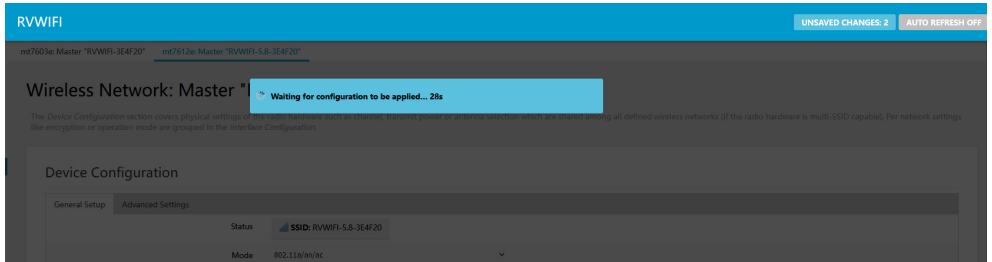 RVWIFI
UNSAVED CHANGES: 2 AUTO REFRESH OFF
mt7603e: Master "RVWIFI-3E4F20" mt7612e: Master "RVWIFI-5.8-3E4F20"
Wireless Network: Master "
Waiting for configuration to be applied... 28s
The Device Configuration section covers physical settings of the radio hardware such as channel, transmit power or antenna selection which are shared among all defined wireless networks (if the radio hardware is multi-SSID capable). Per network settings
like encryption or operation mode are grouped in the Interface Configuration.
Device Configuration
General Setup Advanced Settings
Status SSID: RVWIFI-5.8-3E4F20
Mode 802.11a/an/ac